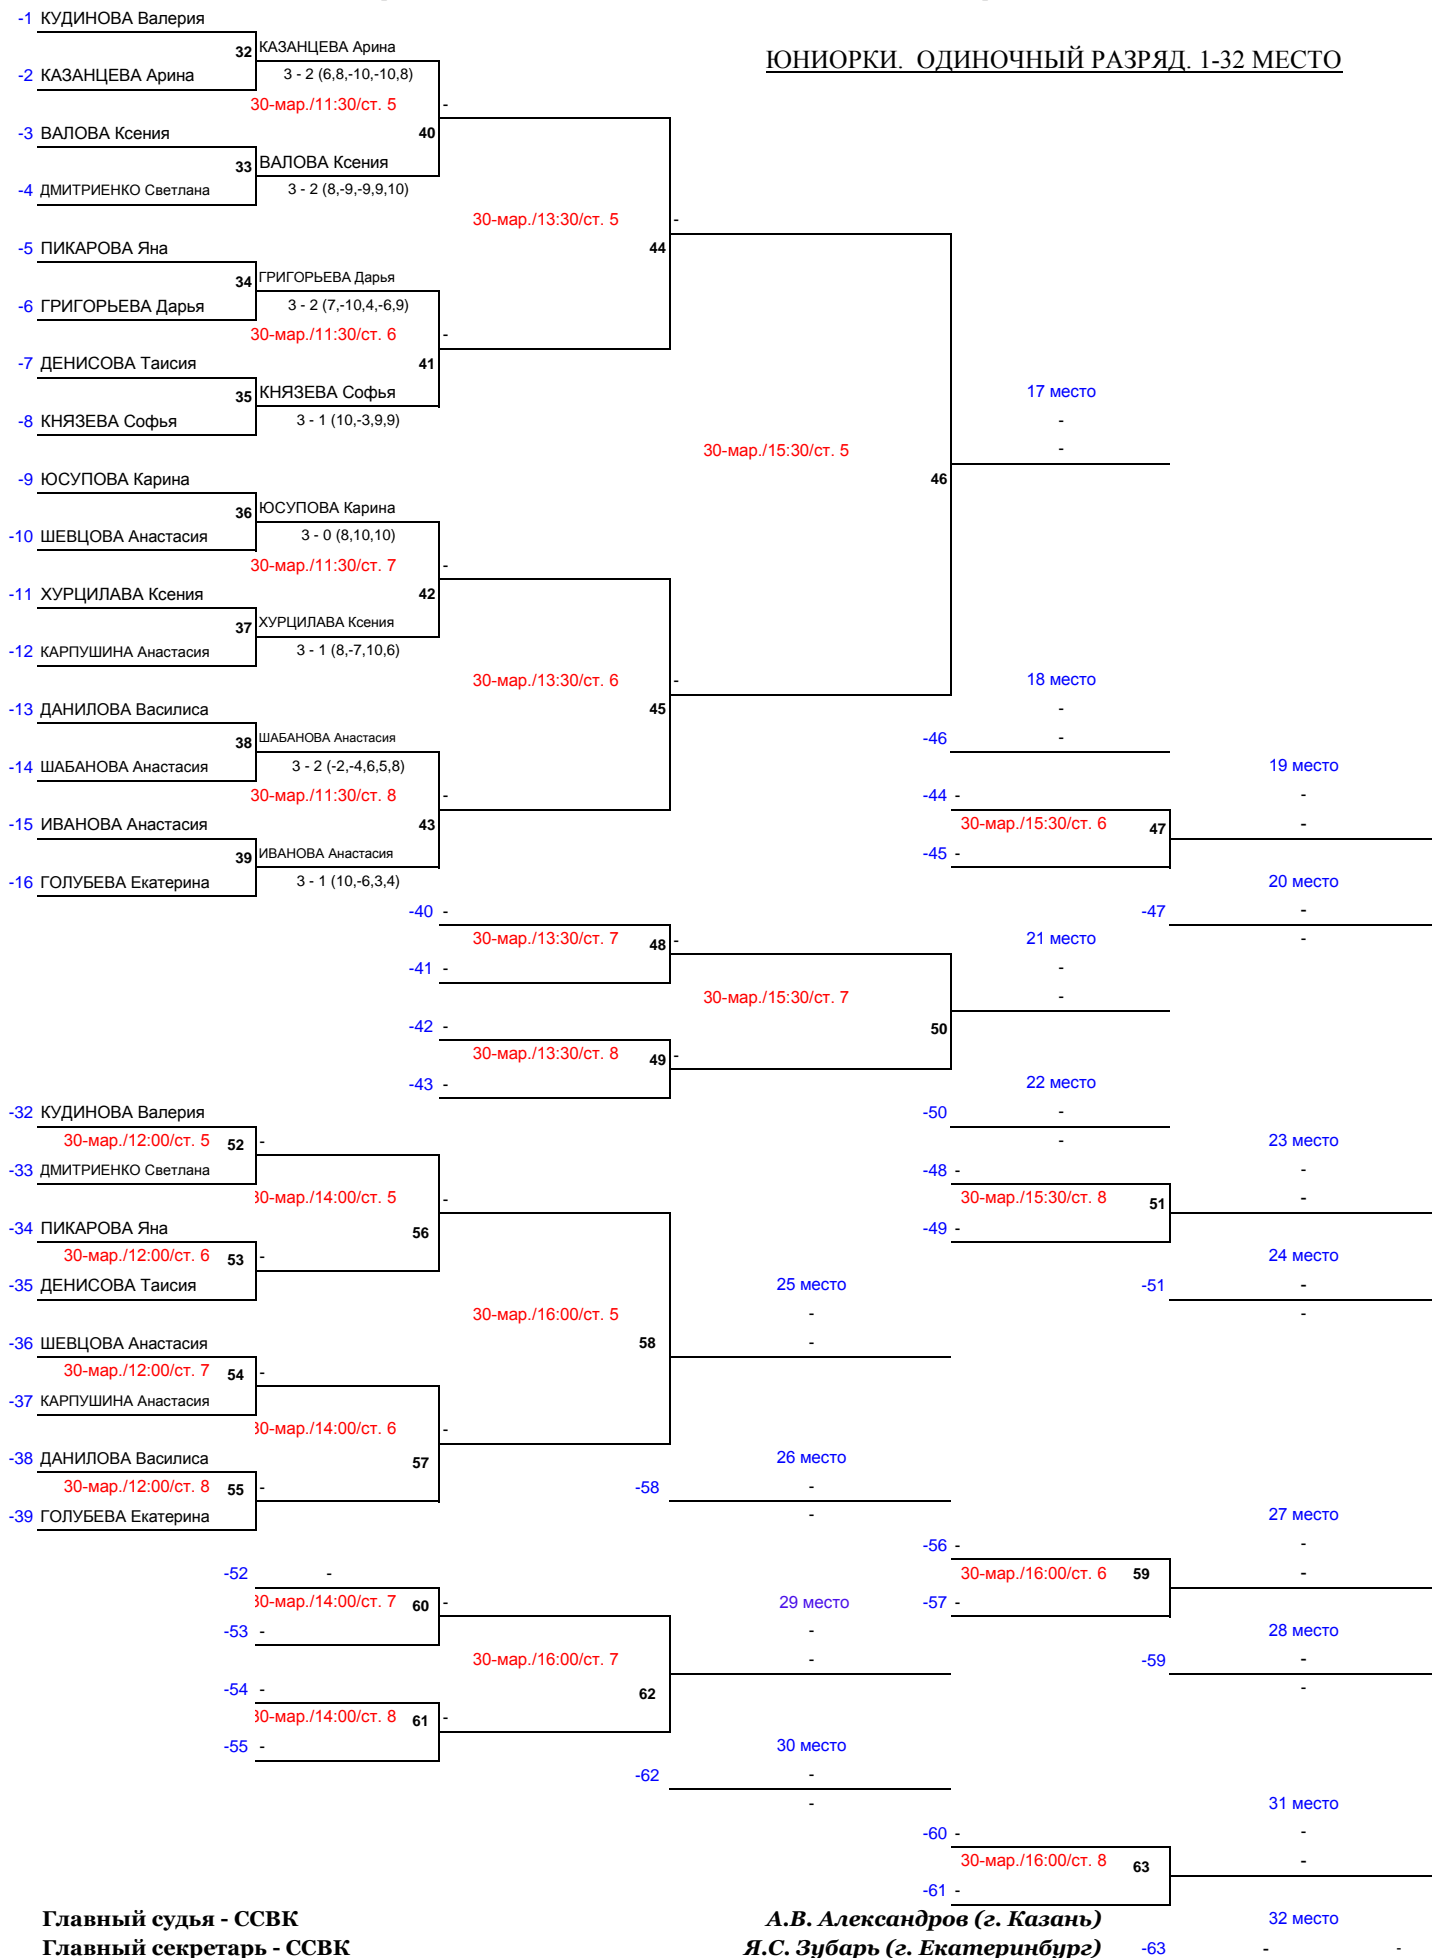 ЮНИОРКИ. ОДИНОЧНЫЙ РАЗРЯД. 1-32 МЕСТО
-1 КУДИНОВА Валерия
32 КАЗАНЦЕВА Арина
-2 КАЗАНЦЕВА Арина 3 - 2 (6,8,-10,-10,8)
30-мар./11:30/ст. 5 -
-3 ВАЛОВА Ксения 40
33 ВАЛОВА Ксения
-4 ДМИТРИЕНКО Светлана 3 - 2 (8,-9,-9,9,10)
30-мар./13:30/ст. 5 -
-5 ПИКАРОВА Яна 44
34 ГРИГОРЬЕВА Дарья
-6 ГРИГОРЬЕВА Дарья 3 - 2 (7,-10,4,-6,9)
30-мар./11:30/ст. 6 -
-7 ДЕНИСОВА Таисия 41
35 КНЯЗЕВА Софья 17 место
-8 КНЯЗЕВА Софья 3 - 1 (10,-3,9,9) -
30-мар./15:30/ст. 5 -
-9 ЮСУПОВА Карина 46
36 ЮСУПОВА Карина
-10 ШЕВЦОВА Анастасия 3 - 0 (8,10,10)
30-мар./11:30/ст. 7 -
-11 ХУРЦИЛАВА Ксения 42
37 ХУРЦИЛАВА Ксения
-12 КАРПУШИНА Анастасия 3 - 1 (8,-7,10,6)
30-мар./13:30/ст. 6 - 18 место
-13 ДАНИЛОВА Василиса 45 -
38 ШАБАНОВА Анастасия -46 -
-14 ШАБАНОВА Анастасия 3 - 2 (-2,-4,6,5,8) 19 место
30-мар./11:30/ст. 8 - -44 - -
-15 ИВАНОВА Анастасия 43 30-мар./15:30/ст. 6 47 -
39 ИВАНОВА Анастасия -45 -
-16 ГОЛУБЕВА Екатерина 3 - 1 (10,-6,3,4) 20 место
-40 - -47 -
30-мар./13:30/ст. 7 48 - 21 место -
-41 - -
30-мар./15:30/ст. 7 -
-42 - 50
30-мар./13:30/ст. 8 49 -
-43 - 22 место
-32 КУДИНОВА Валерия -50 -
30-мар./12:00/ст. 5 52 - - 23 место
-33 ДМИТРИЕНКО Светлана -48 - -
30-мар./14:00/ст. 5 - 30-мар./15:30/ст. 8 51 -
-34 ПИКАРОВА Яна 56 -49 -
30-мар./12:00/ст. 6 53 - 24 место
-35 ДЕНИСОВА Таисия 25 место -51 -
30-мар./16:00/ст. 5 - -
-36 ШЕВЦОВА Анастасия 58 -
30-мар./12:00/ст. 7 54 -
-37 КАРПУШИНА Анастасия
30-мар./14:00/ст. 6 -
-38 ДАНИЛОВА Василиса 57 26 место
30-мар./12:00/ст. 8 55 - -58 -
-39 ГОЛУБЕВА Екатерина - 27 место
-56 - -
-52 - 30-мар./16:00/ст. 6 59 -
30-мар./14:00/ст. 7 60 - 29 место -57 -
-53 - - 28 место
30-мар./16:00/ст. 7 - -59 -
-54 - 62 -
30-мар./14:00/ст. 8 61 -
-55 - 30 место
-62 -
- 31 место
-60 - -
30-мар./16:00/ст. 8 63 -
-61 -
Главный судья - ССВК А.В. Александров (г. Казань) 32 место
Главный секретарь - ССВК Я.С. Зубарь (г. Екатеринбург) -63 - -